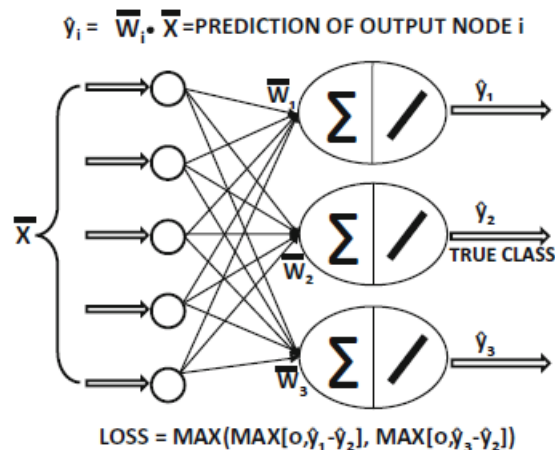 ŷᵢ = W̅ᵢ • X̅ =PREDICTION OF OUTPUT NODE i
W̅₁
Σ
ŷ₁
X̅
W̅₂
Σ
ŷ₂
TRUE CLASS
W̅₃
Σ
ŷ₃
LOSS = MAX(MAX[o,ŷ₁-ŷ₂], MAX[o,ŷ₃-ŷ₂])